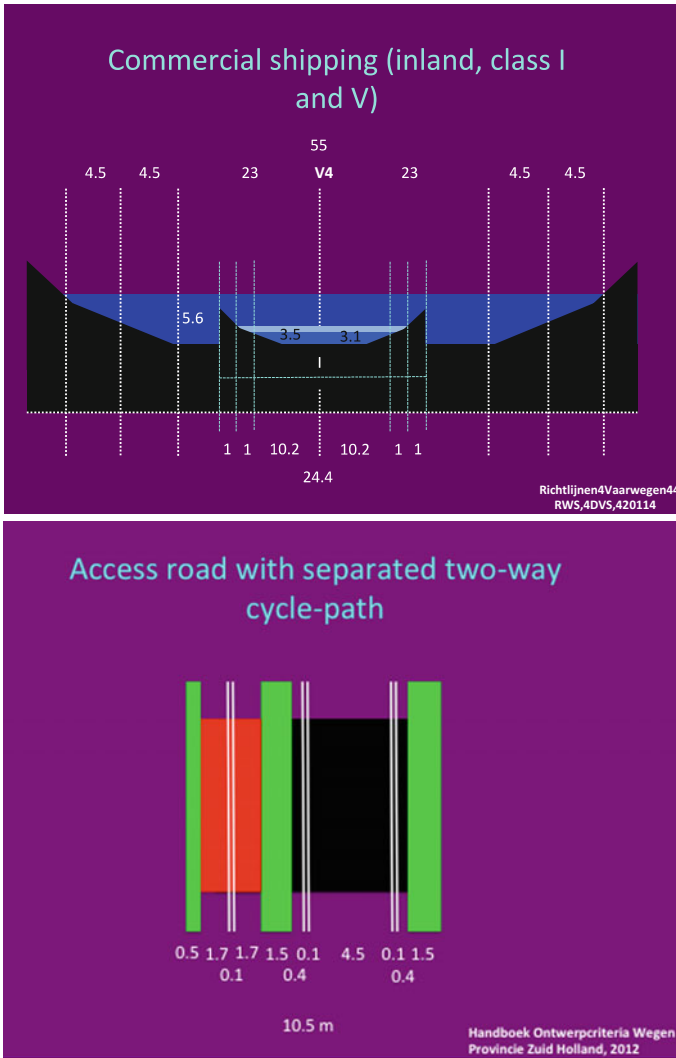 Commercial shipping (inland, class I
and V)
55
4.5 4.5 23 V4 23 4.5 4.5
5.6
3.5 3.1
I
1 1 10.2 10.2 1 1
24.4
Richtlijnen4Vaarwegen44
RWS,4DVS,420114
Access road with separated two-way
cycle-path
0.5 1.7 1.7 1.5 0.1 4.5 0.1 1.5
0.1 0.4 0.4
10.5 m
Handboek Ontwerpcriteria Wegen
Provincie Zuid Holland, 2012